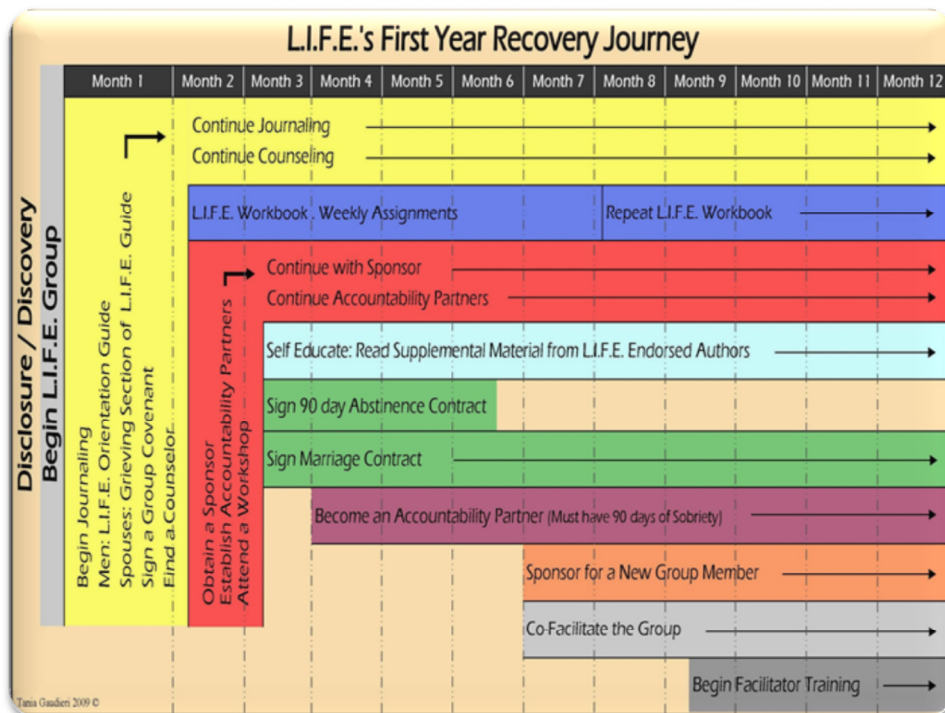 L.I.F.E.'s First Year Recovery Journey
Month 1 Month 2 Month 3 Month 4 Month 5 Month 6 Month 7 Month 8 Month 9 Month 10 Month 11 Month 12
Disclosure / Discovery
Begin L.I.F.E. Group
Begin Journaling
Men: L.I.F.E. Orientation Guide
Spouses: Grieving Section of L.I.F.E. Guide
Sign a Group Covenant
Find a Counselor
Continue Journaling
Continue Counseling
L.I.F.E. Workbook . Weekly Assignments
Repeat L.I.F.E. Workbook
Obtain a Sponsor
Establish Accountability Partners
Attend a Workshop
Continue with Sponsor
Continue Accountability Partners
Self Educate: Read Supplemental Material from L.I.F.E. Endorsed Authors
Sign 90 day Abstinence Contract
Sign Marriage Contract
Become an Accountability Partner (Must have 90 days of Sobriety)
Sponsor for a New Group Member
Co-Facilitate the Group
Begin Facilitator Training
Tania Gaudieri 2009 ©